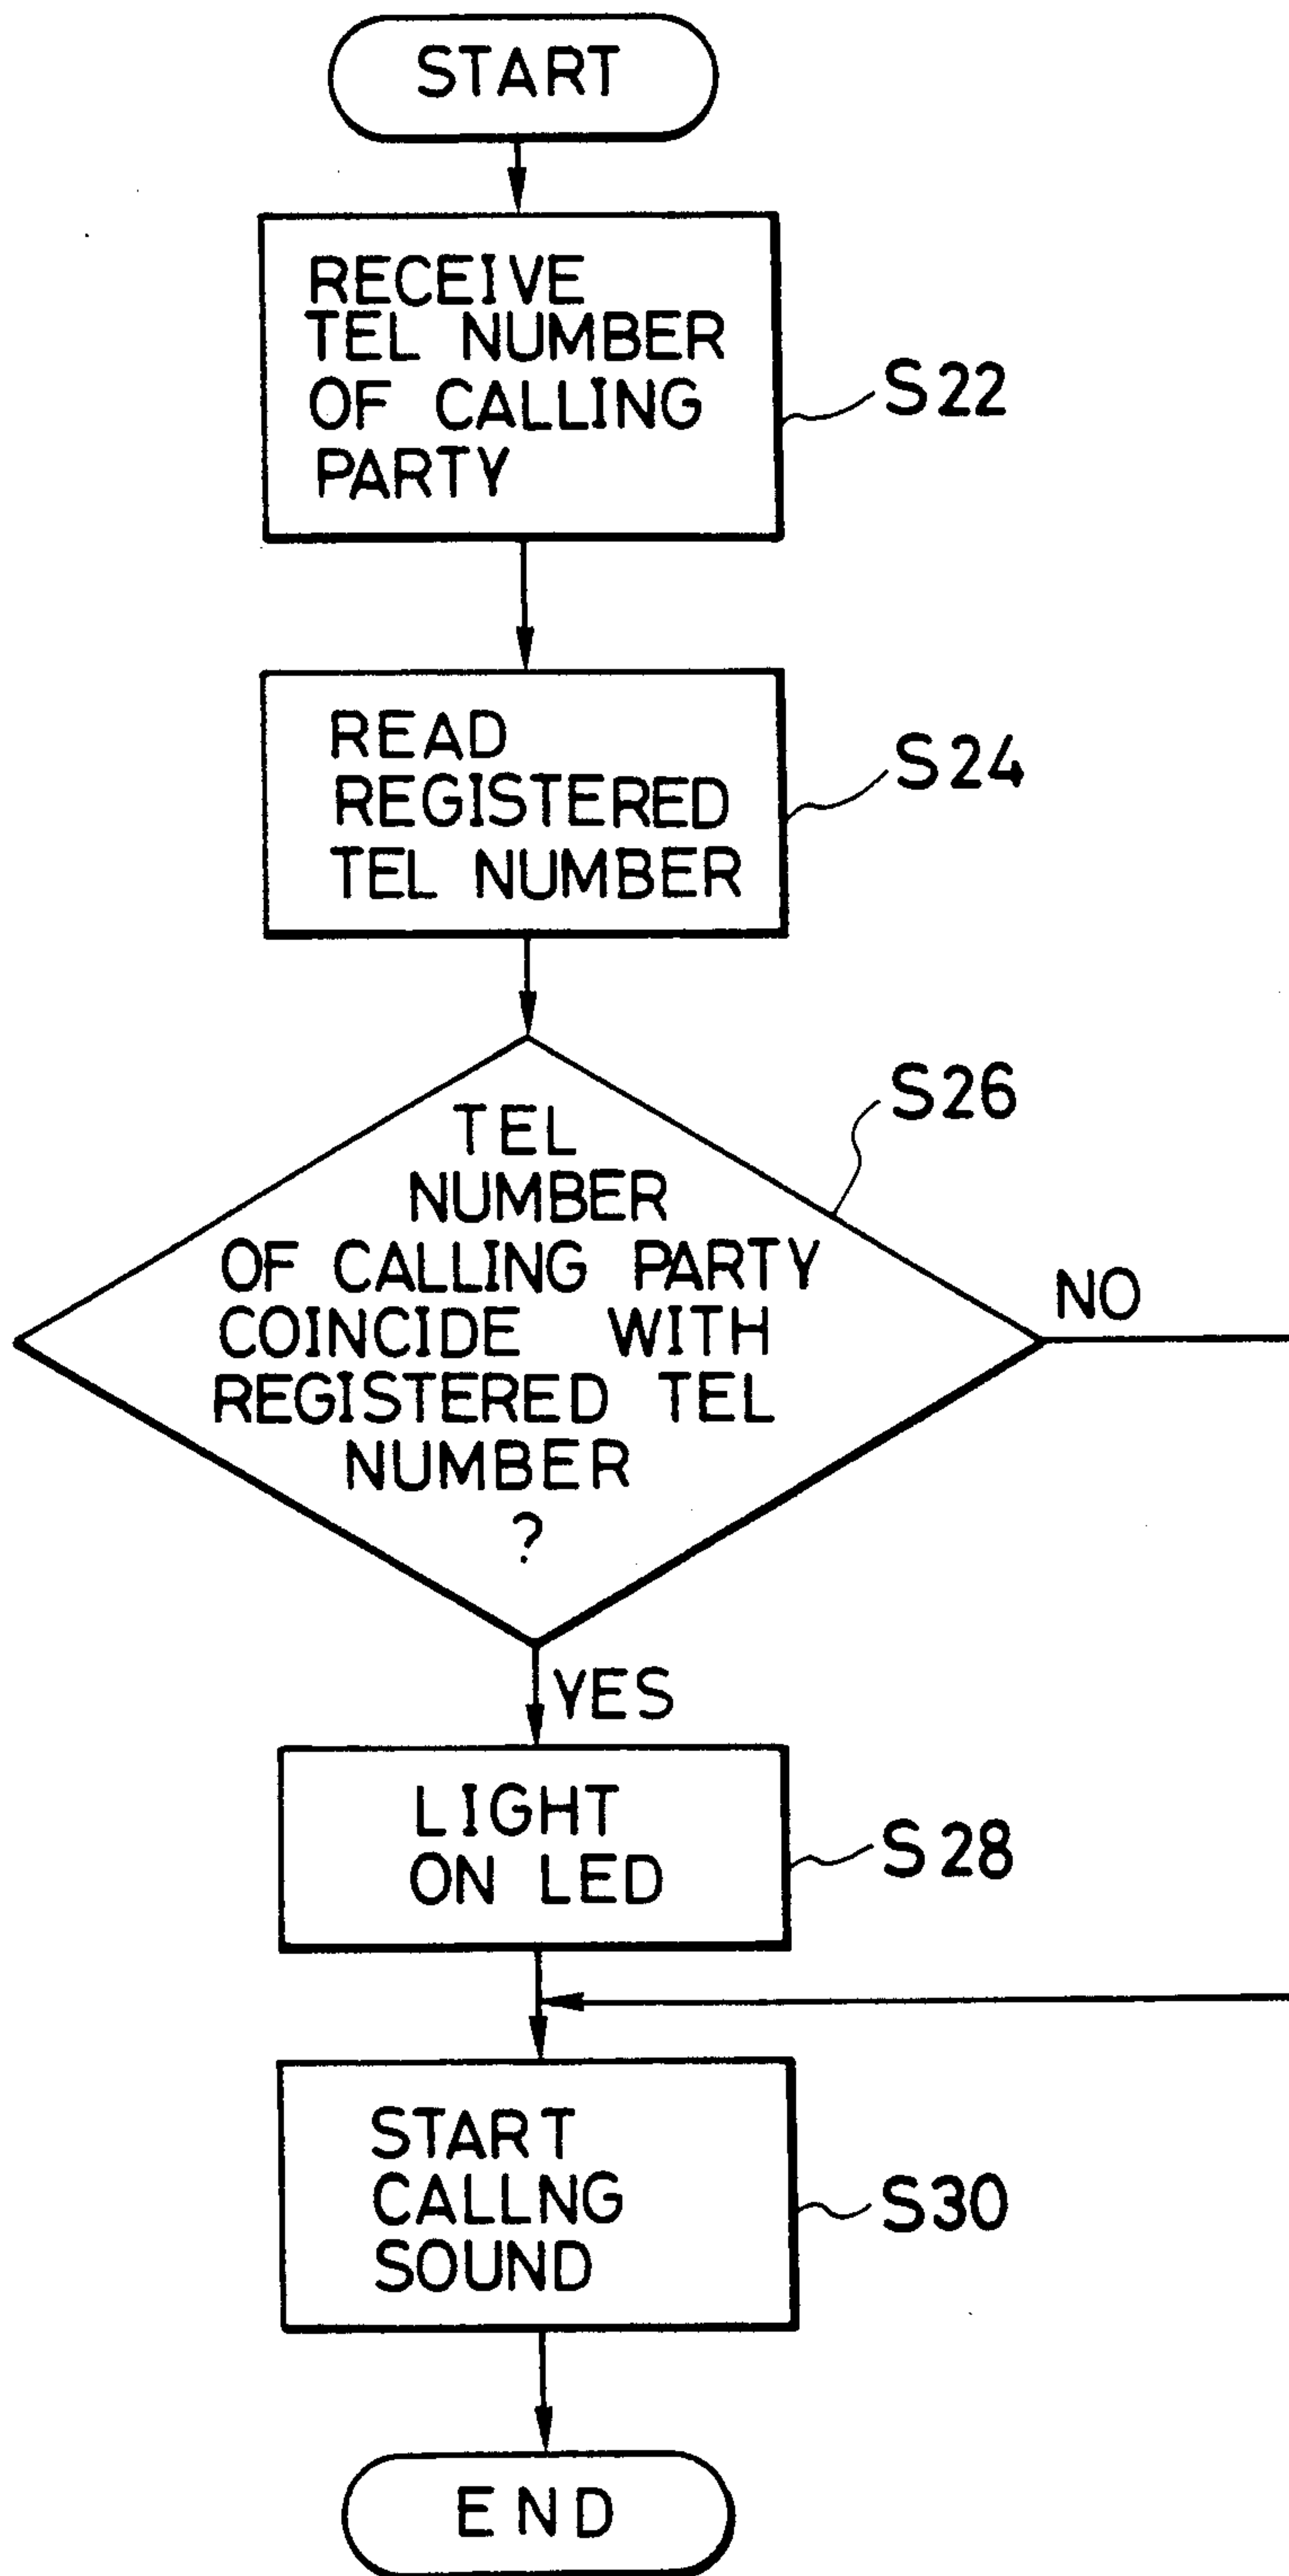 START
RECEIVE
TEL NUMBER
OF CALLING
PARTY
S22
READ
REGISTERED
TEL NUMBER
S24
TEL
NUMBER
OF CALLING PARTY
COINCIDE WITH
REGISTERED TEL
NUMBER
?
S26
NO
YES
LIGHT
ON LED
S28
START
CALLNG
SOUND
S30
END